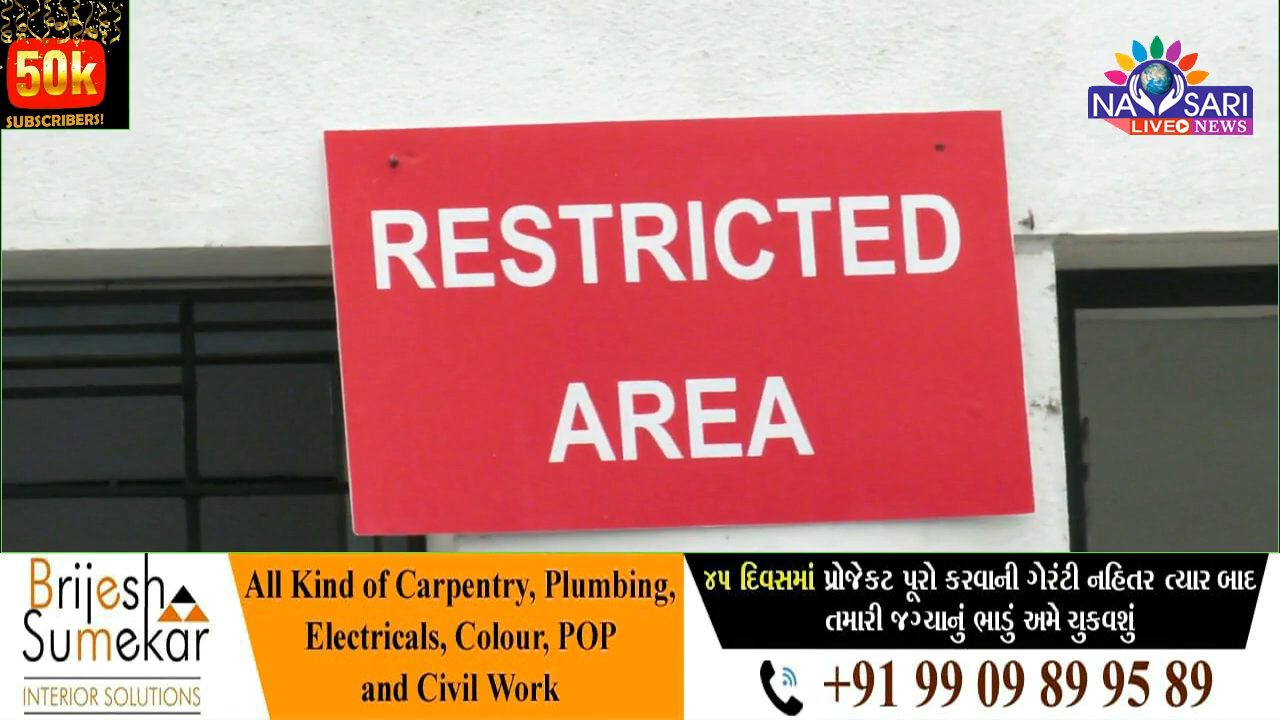 50k
SUBSCRIBERS!
NAVSARI
LIVE NEWS
RESTRICTED
AREA
Brijesh
Sumekar
INTERIOR SOLUTIONS
All Kind of Carpentry, Plumbing,
Electricals, Colour, POP
and Civil Work
૪૫ દિવસમાં પ્રોજેકટ પૂરો કરવાની ગેરંટી નહિતર ત્યાર બાદ
તમારી જગ્યાનું ભાડું અમે ચુકવશું
+91 99 09 89 95 89